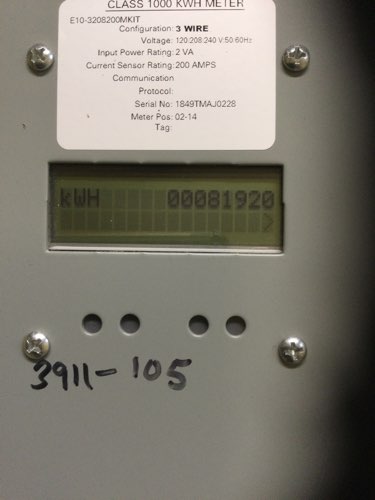 CLASS 1000 KWH METER
E10-3208200MKIT
Configuration: 3 WIRE
Voltage: 120:208:240 V:50:60Hz
Input Power Rating: 2 VA
Current Sensor Rating: 200 AMPS
Communication
Protocol:
Serial No: 1849TMAJ0228
Meter Pos: 02-14
Tag:
kWH 00081920
>
3911-105